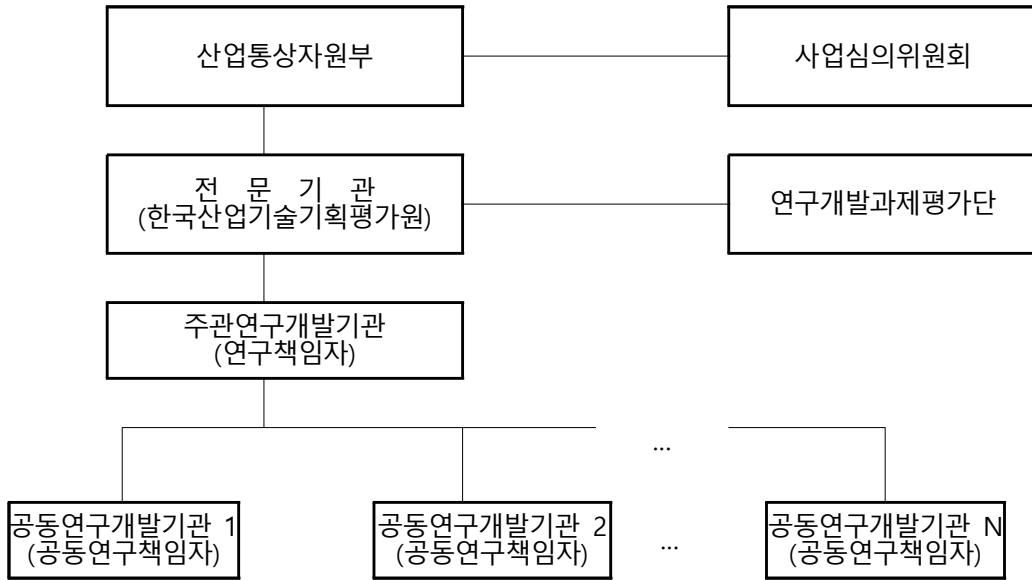 산업통상자원부
사업심의위원회
전 문 기 관
(한국산업기술기획평가원)
연구개발과제평가단
주관연구개발기관
(연구책임자)
...
공동연구개발기관 1
(공동연구책임자)
공동연구개발기관 2
(공동연구책임자)
...
공동연구개발기관 N
(공동연구책임자)